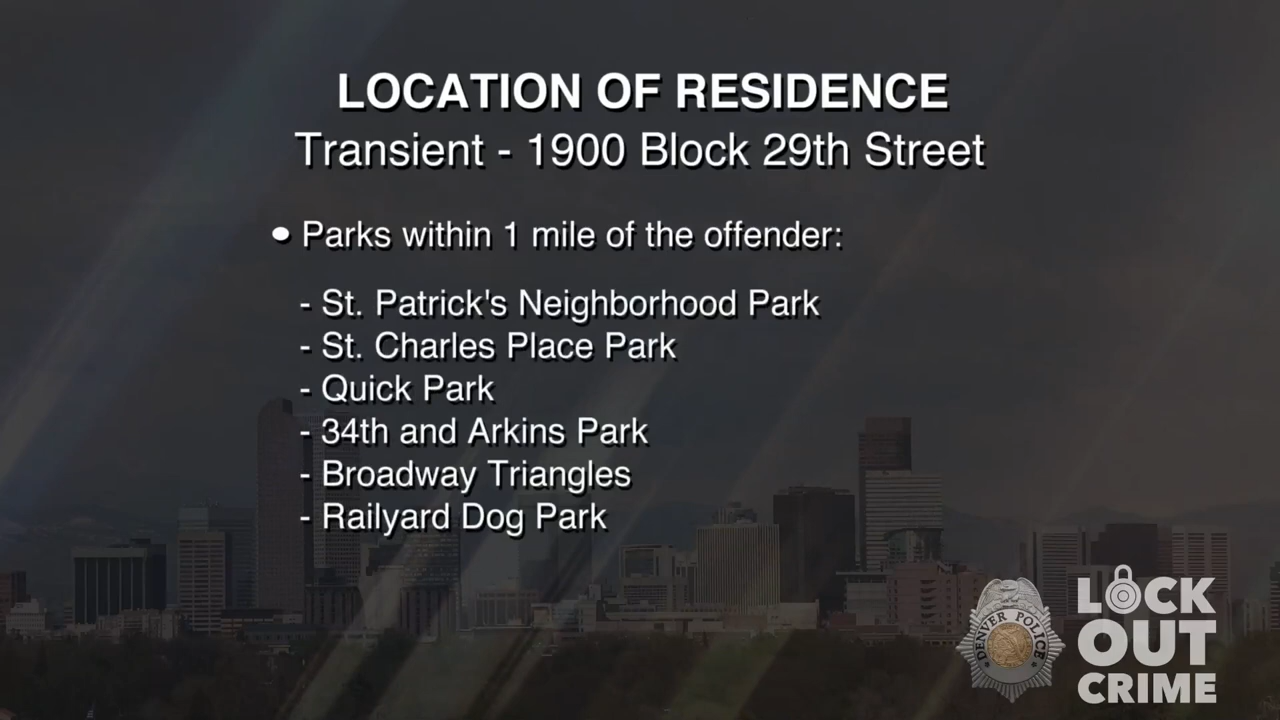 LOCATION OF RESIDENCE
Transient - 1900 Block 29th Street
• Parks within 1 mile of the offender:
- St. Patrick's Neighborhood Park
- St. Charles Place Park
- Quick Park
- 34th and Arkins Park
- Broadway Triangles
- Railyard Dog Park
DENVER POLICE
LOCK
OUT
CRIME